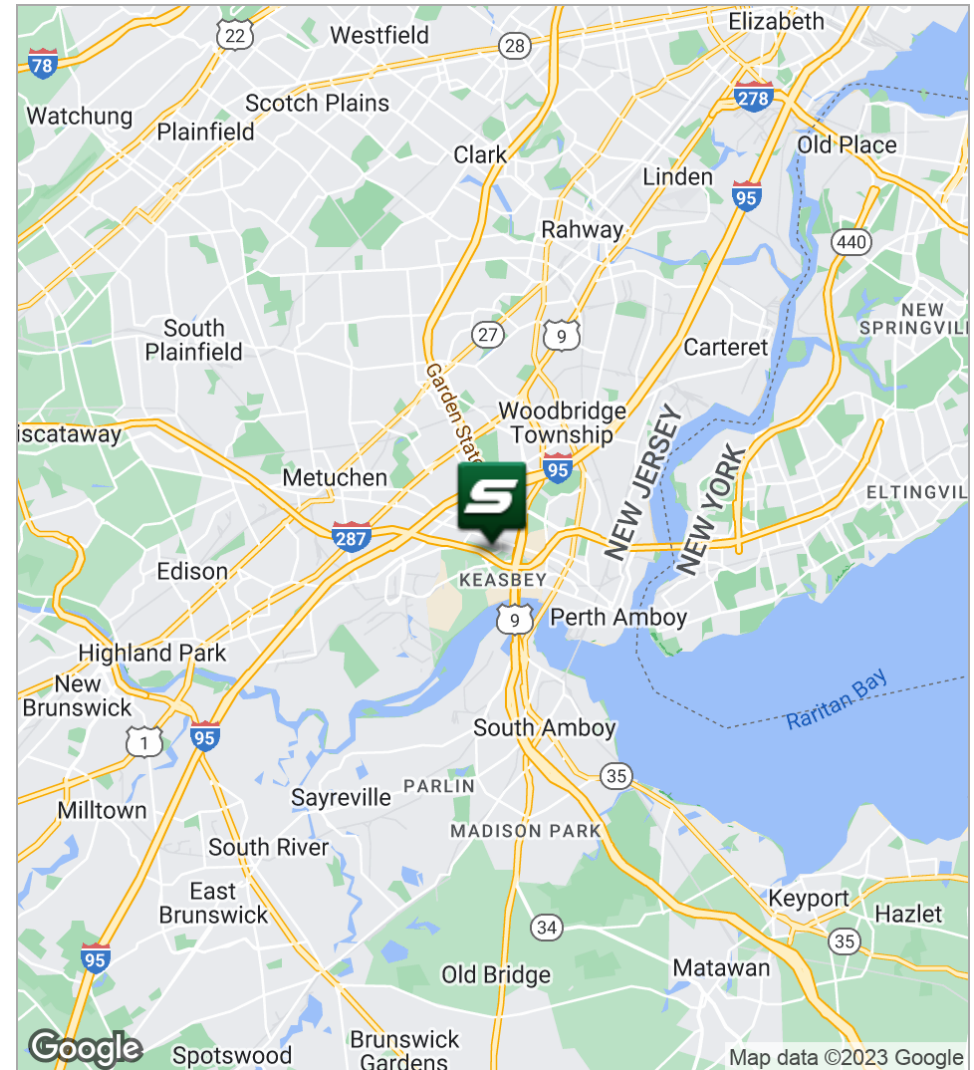 Elizabeth
22
Westfield
28
78
278
Watchung
Scotch Plains
Plainfield
Old Place
Clark
Linden
95
Rahway
440
NEW
SPRINGVILL
South
Plainfield
27
9
Carteret
Garden State
iscataway
Woodbridge
Township
NEW JERSEY
NEW YORK
Metuchen
95
S
ELTINGVIL
287
Edison
KEASBEY
9
Perth Amboy
Highland Park
New
Brunswick
Raritan Bay
1
95
South Amboy
35
Sayreville
PARLIN
Milltown
MADISON PARK
South River
East
Brunswick
Keyport
Hazlet
34
35
95
Old Bridge
Matawan
Google
Spotswood
Brunswick
Gardens
Map data ©2023 Google